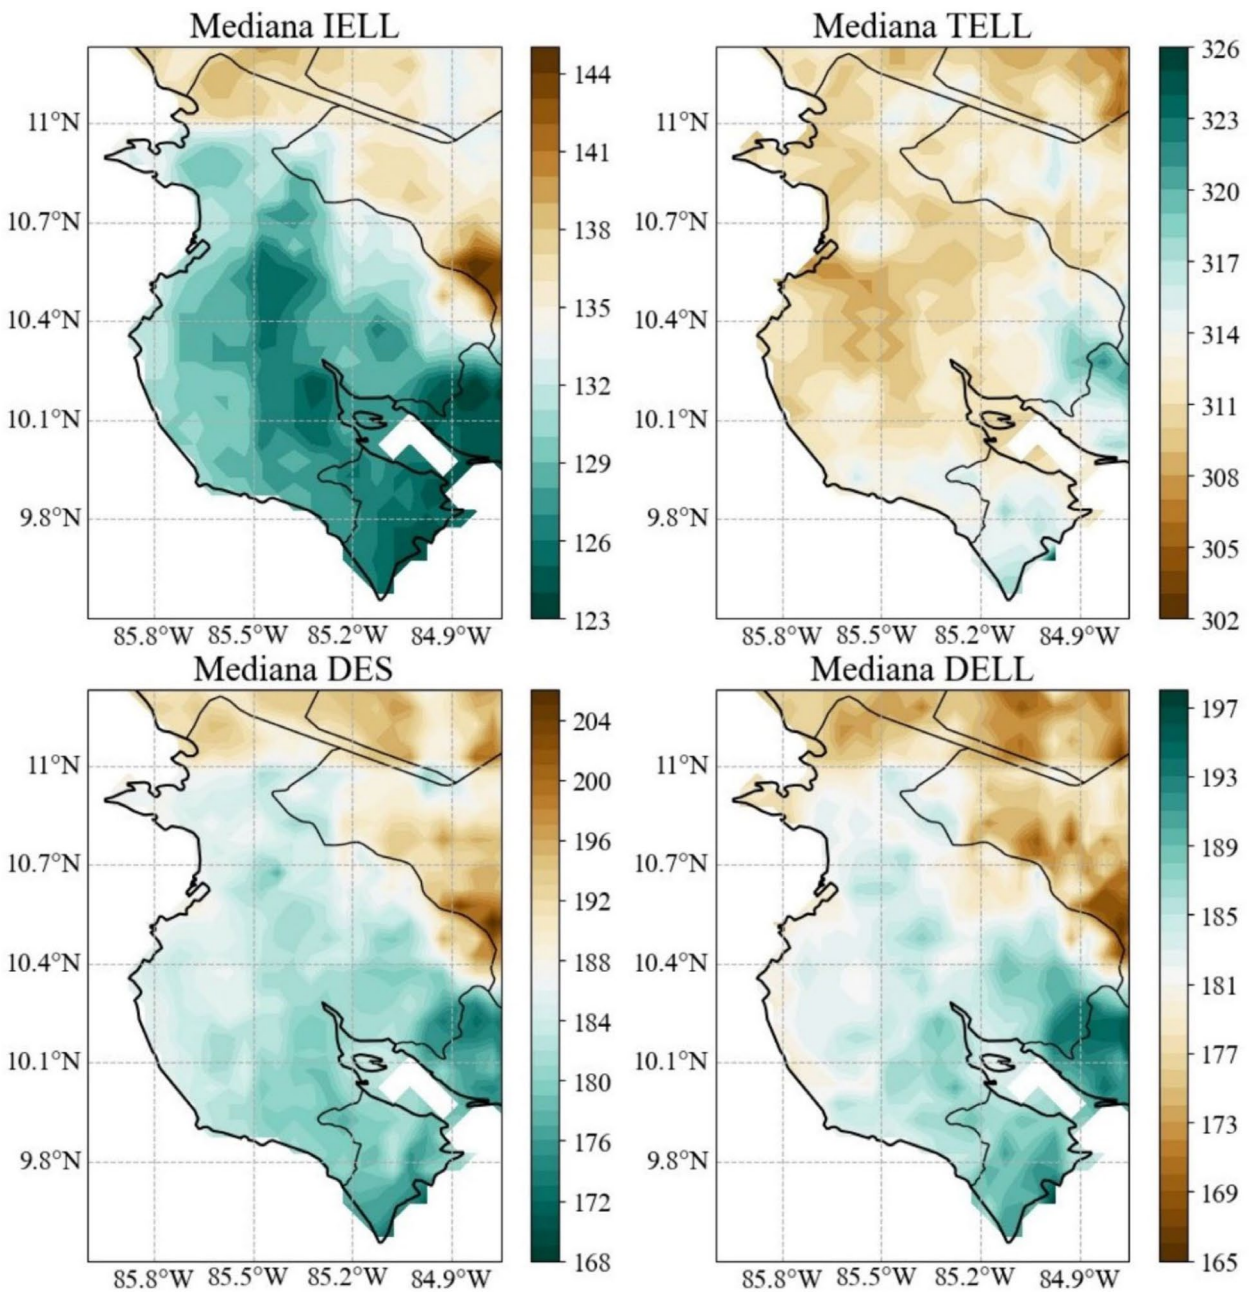 Mediana IELL
Mediana TELL
11°N
10.7°N
10.4°N
10.1°N
9.8°N
85.8°W 85.5°W 85.2°W 84.9°W
144
141
138
135
132
129
126
123
11°N
10.7°N
10.4°N
10.1°N
9.8°N
85.8°W 85.5°W 85.2°W 84.9°W
326
323
320
317
314
311
308
305
302
Mediana DES
Mediana DELL
11°N
10.7°N
10.4°N
10.1°N
9.8°N
85.8°W 85.5°W 85.2°W 84.9°W
204
200
196
192
188
184
180
176
172
168
11°N
10.7°N
10.4°N
10.1°N
9.8°N
85.8°W 85.5°W 85.2°W 84.9°W
197
193
189
185
181
177
173
169
165